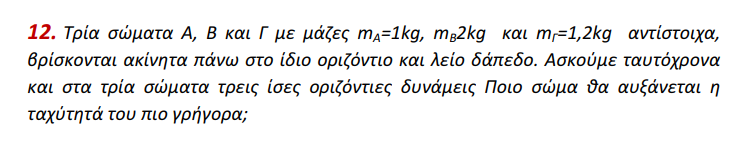 12. Τρία σώματα Α, Β και Γ με μάζες mA=1kg, mB2kg και mΓ=1,2kg αντίστοιχα,
βρίσκονται ακίνητα πάνω στο ίδιο οριζόντιο και λείο δάπεδο. Ασκούμε ταυτόχρονα
και στα τρία σώματα τρεις ίσες οριζόντιες δυνάμεις Ποιο σώμα θα αυξάνεται η
ταχύτητά του πιο γρήγορα;